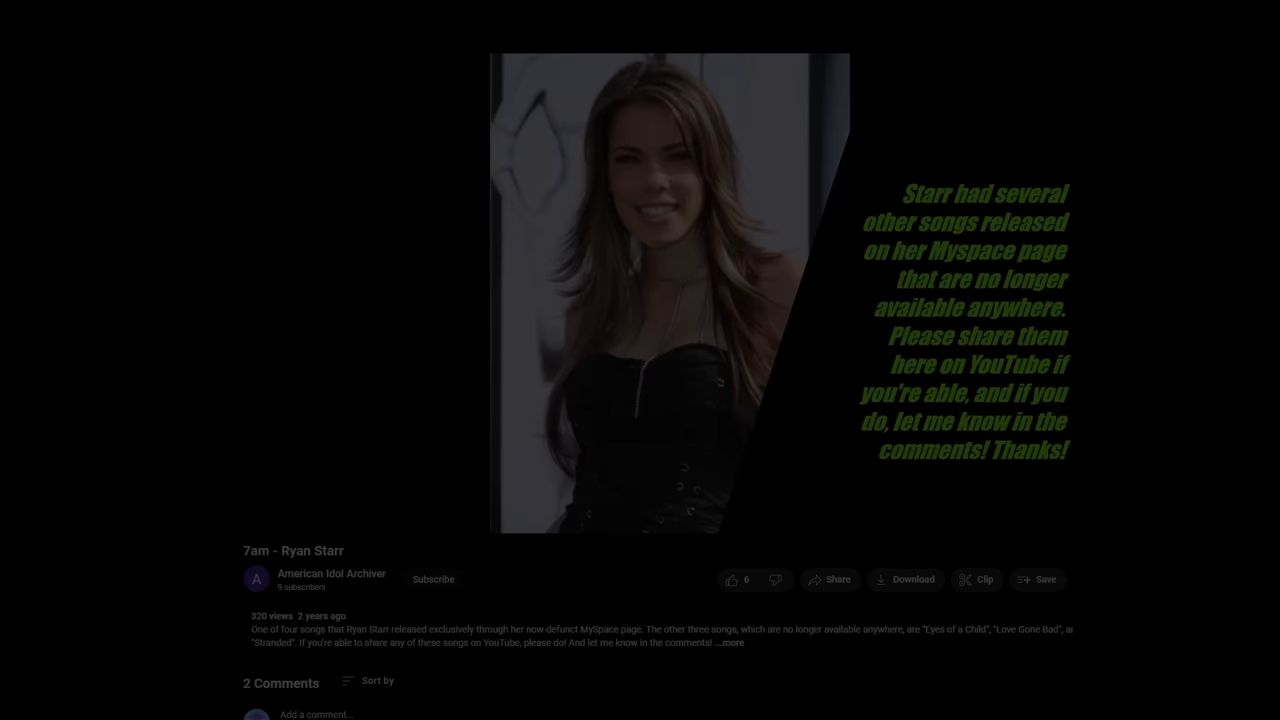 Starr had several
other songs released
on her Myspace page
that are no longer
available anywhere.
Please share them
here on YouTube if
you're able, and if you
do, let me know in the
comments! Thanks!
7am - Ryan Starr
A
American Idol Archiver
9 subscribers
Subscribe
6
Share
Download
Clip
Save
320 views 2 years ago
One of four songs that Ryan Starr released exclusively through her now-defunct MySpace page. The other three songs, which are no longer available anywhere, are "Eyes of a Child", "Love Gone Bad", ar
"Stranded". If you're able to share any of these songs on YouTube, please do! And let me know in the comments! ...more
2 Comments
Sort by
Add a comment...